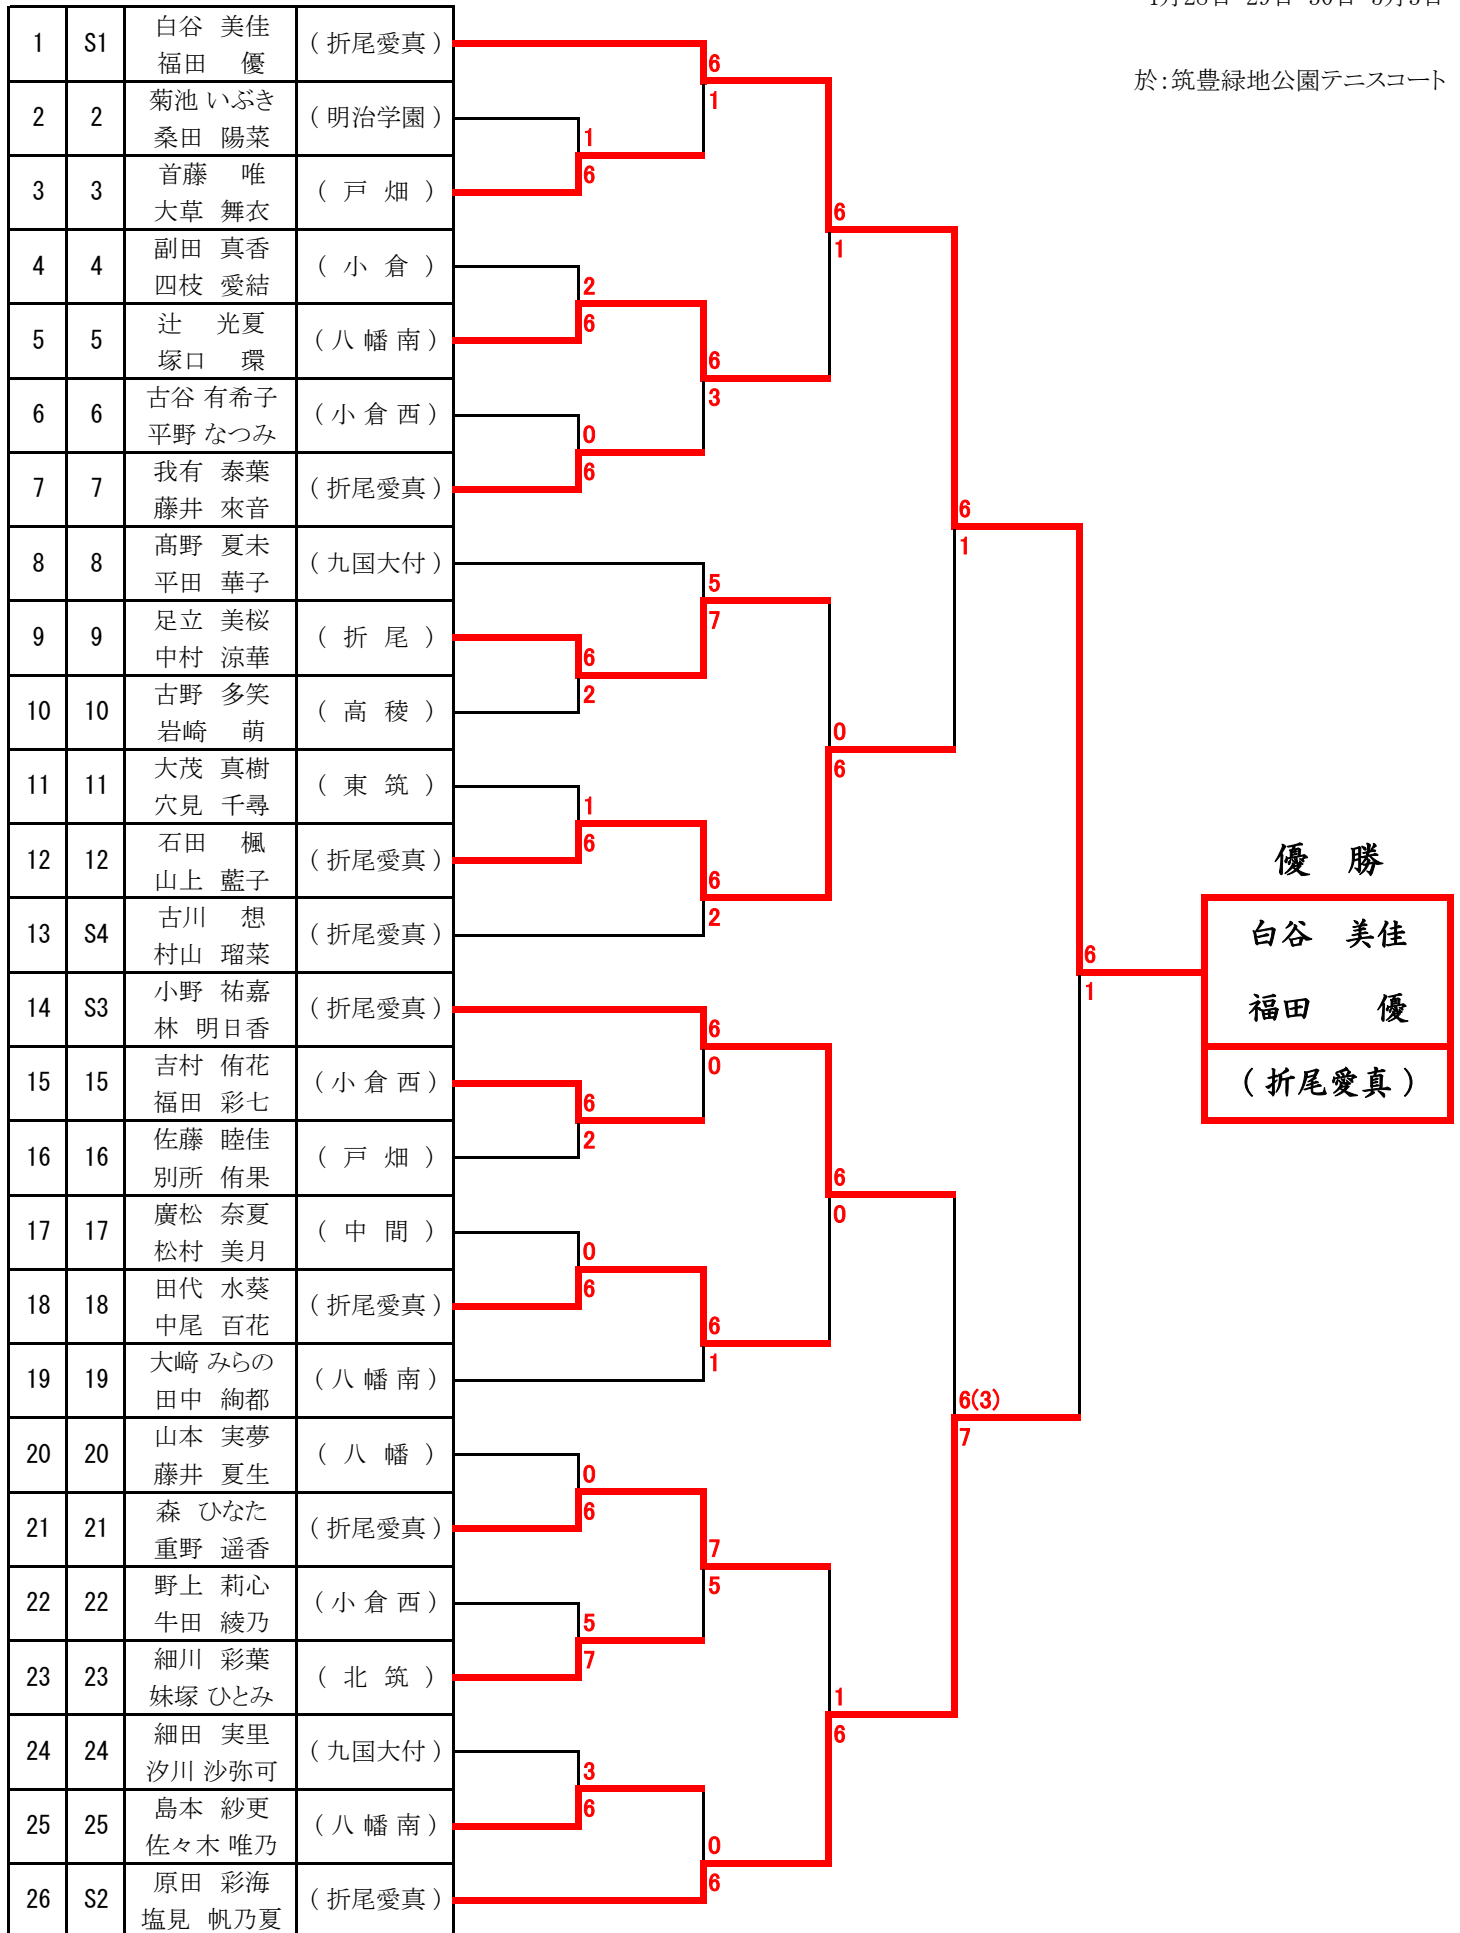 4月28日・29日・30日・5月3日
於：筑豊緑地公園テニスコート
1 S1 白谷 美佳 福田 優 （折尾愛真）
2 2 菊池 いぶき 桑田 陽菜 （明治学園）
3 3 首藤 唯 大草 舞衣 （戸 畑）
4 4 副田 真香 四枝 愛結 （小 倉）
5 5 辻 光夏 塚口 環 （八幡南）
6 6 古谷 有希子 平野 なつみ （小倉西）
7 7 我有 泰葉 藤井 來音 （折尾愛真）
8 8 髙野 夏未 平田 華子 （九国大付）
9 9 足立 美桜 中村 涼華 （折 尾）
10 10 古野 多笑 岩崎 萌 （高 稜）
11 11 大茂 真樹 穴見 千尋 （東 筑）
12 12 石田 楓 山上 藍子 （折尾愛真）
13 S4 古川 想 村山 瑠菜 （折尾愛真）
14 S3 小野 祐嘉 林 明日香 （折尾愛真）
15 15 吉村 侑花 福田 彩七 （小倉西）
16 16 佐藤 睦佳 別所 侑果 （戸 畑）
17 17 廣松 奈夏 松村 美月 （中 間）
18 18 田代 水葵 中尾 百花 （折尾愛真）
19 19 大﨑 みらの 田中 絢都 （八幡南）
20 20 山本 実夢 藤井 夏生 （八 幡）
21 21 森 ひなた 重野 遥香 （折尾愛真）
22 22 野上 莉心 牛田 綾乃 （小倉西）
23 23 細川 彩葉 妹塚 ひとみ （北 筑）
24 24 細田 実里 汐川 沙弥可 （九国大付）
25 25 島本 紗更 佐々木 唯乃 （八幡南）
26 S2 原田 彩海 塩見 帆乃夏 （折尾愛真）
1
6
2
6
0
6
6
2
1
6
6
2
0
6
0
6
5
7
3
6
6
1
6
3
5
7
6
2
6
0
6
1
7
5
0
6
6
1
0
6
6
0
1
6
6
1
6(3)
7
6
1
優 勝
白谷 美佳
福田 優
（折尾愛真）